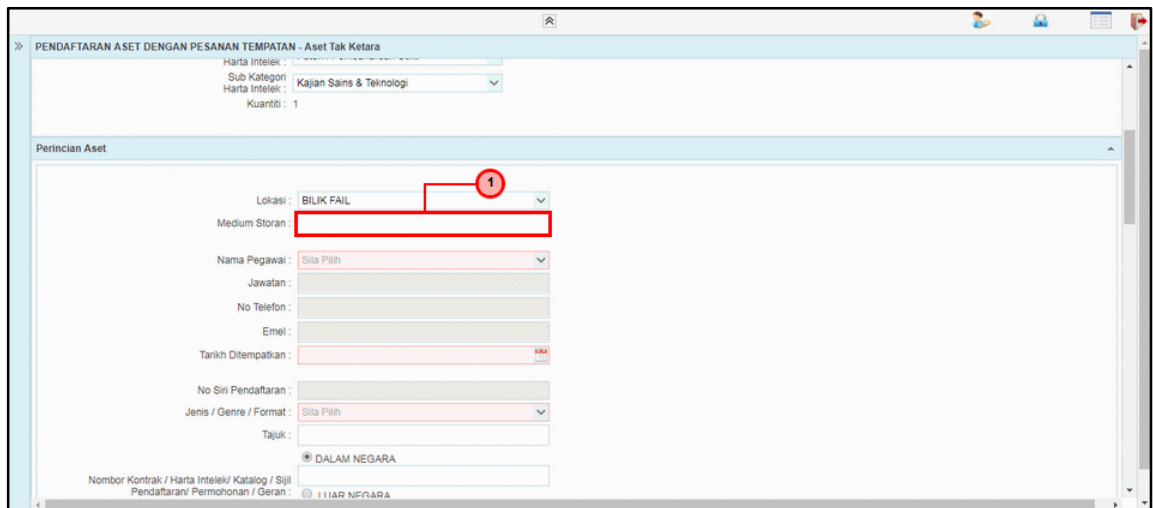 PENDAFTARAN ASET DENGAN PESANAN TEMPATAN - Aset Tak Ketara
Harta Intelek :
Sub Kategori
Harta Intelek : Kajian Sains & Teknologi
Kuantiti : 1
Perincian Aset
1
Lokasi : BILIK FAIL
Medium Storan :
Nama Pegawai : Sila Pilih
Jawatan :
No Telefon :
Emel :
Tarikh Ditempatkan :
No Siri Pendaftaran :
Jenis / Genre / Format : Sila Pilih
Tajuk :
DALAM NEGARA
Nombor Kontrak / Harta Intelek/ Katalog / Sijil
Pendaftaran/ Permohonan / Geran : LUAR NEGARA